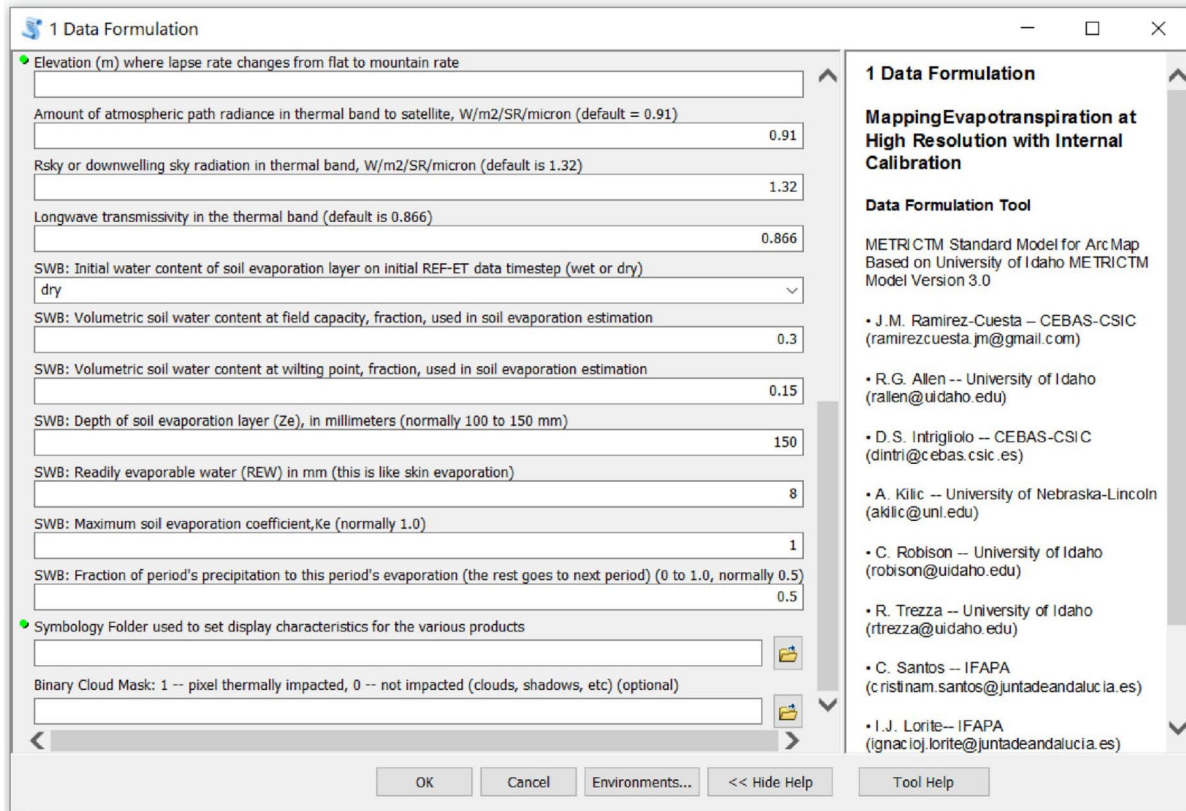 1 Data Formulation
Elevation (m) where lapse rate changes from flat to mountain rate
Amount of atmospheric path radiance in thermal band to satellite, W/m2/SR/micron (default = 0.91)
0.91
Rsky or downwelling sky radiation in thermal band, W/m2/SR/micron (default is 1.32)
1.32
Longwave transmissivity in the thermal band (default is 0.866)
0.866
SWB: Initial water content of soil evaporation layer on initial REF-ET data timestep (wet or dry)
dry
SWB: Volumetric soil water content at field capacity, fraction, used in soil evaporation estimation
0.3
SWB: Volumetric soil water content at wilting point, fraction, used in soil evaporation estimation
0.15
SWB: Depth of soil evaporation layer (Ze), in millimeters (normally 100 to 150 mm)
150
SWB: Readily evaporable water (REW) in mm (this is like skin evaporation)
8
SWB: Maximum soil evaporation coefficient,Ke (normally 1.0)
1
SWB: Fraction of period's precipitation to this period's evaporation (the rest goes to next period) (0 to 1.0, normally 0.5)
0.5
Symbology Folder used to set display characteristics for the various products
Binary Cloud Mask: 1 -- pixel thermally impacted, 0 -- not impacted (clouds, shadows, etc) (optional)
1 Data Formulation
MappingEvapotranspiration at
High Resolution with Internal
Calibration
Data Formulation Tool
METRICTM Standard Model for ArcMap
Based on University of Idaho METRICTM
Model Version 3.0
• J.M. Ramirez-Cuesta – CEBAS-CSIC
(ramirezcuesta.jm@gmail.com)
• R.G. Allen -- University of Idaho
(rallen@uidaho.edu)
• D.S. Intrigliolo -- CEBAS-CSIC
(dintri@cebas.csic.es)
• A. Kilic -- University of Nebraska-Lincoln
(akilic@unl.edu)
• C. Robison -- University of Idaho
(robison@uidaho.edu)
• R. Trezza -- University of Idaho
(rtrezza@uidaho.edu)
• C. Santos -- IFAPA
(cristinam.santos@juntadeandalucia.es)
• I.J. Lorite-- IFAPA
(ignacioj.lorite@juntadeandalucia.es)
OK
Cancel
Environments...
<< Hide Help
Tool Help